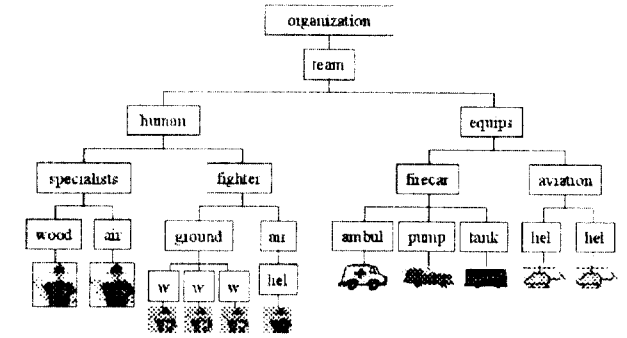 organization
team
human
equips
specialists
fighter
firecar
aviation
wood
air
ground
air
ambul
pump
tank
hel
hel
w
w
w
hel